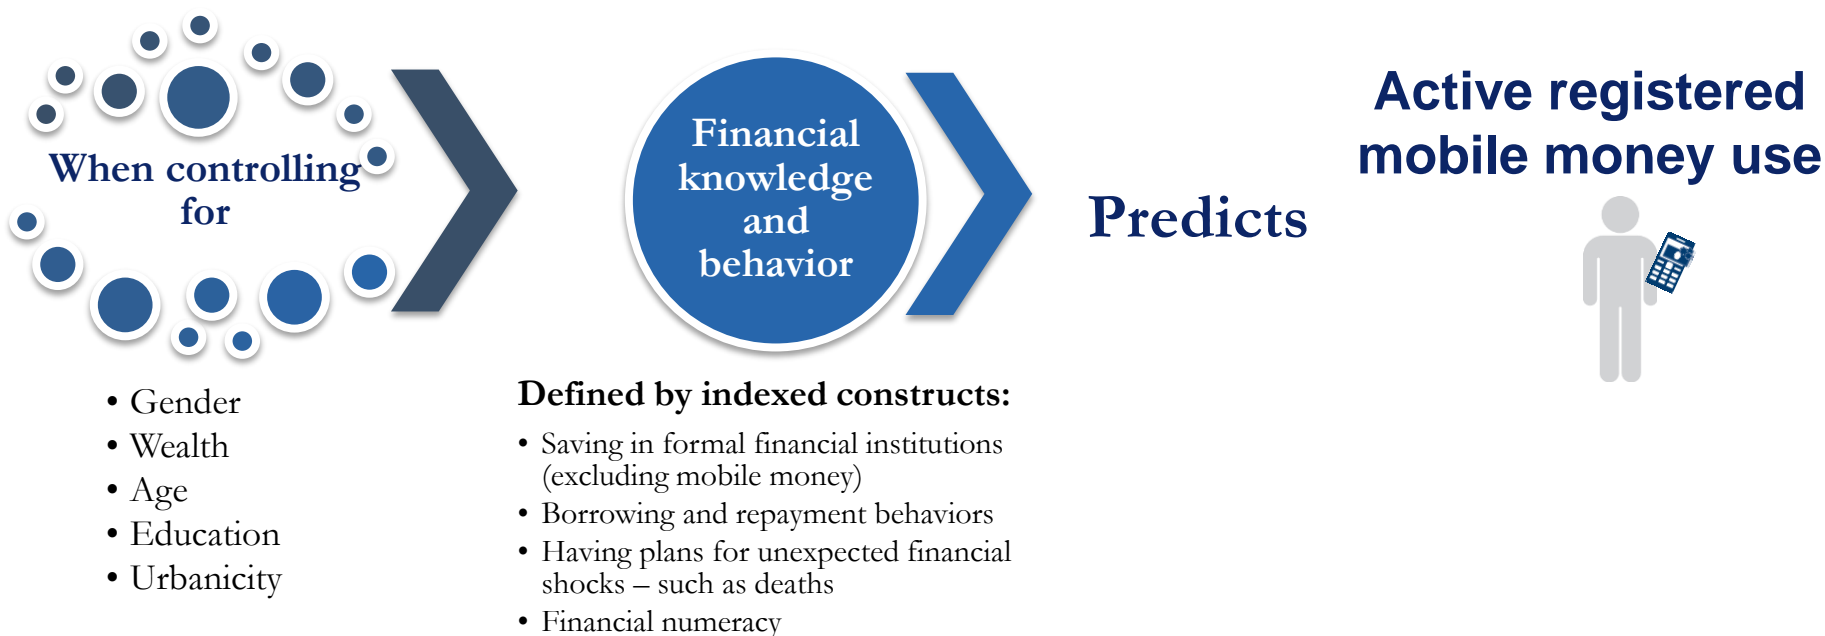 When controlling
for
• Gender
• Wealth
• Age
• Education
• Urbanicity
Financial
knowledge
and
behavior
Defined by indexed constructs:
• Saving in formal financial institutions
(excluding mobile money)
• Borrowing and repayment behaviors
• Having plans for unexpected financial
shocks – such as deaths
• Financial numeracy
Predicts
Active registered
mobile money use